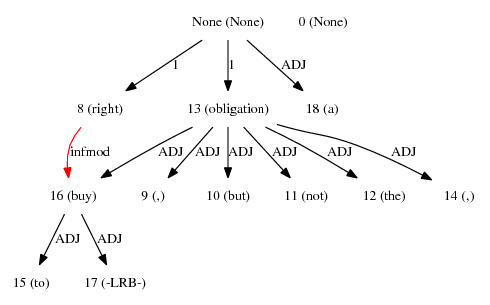 None (None) 0 (None)
1 1 ADJ
8 (right) 13 (obligation) 18 (a)
infmod ADJ ADJ ADJ ADJ ADJ ADJ
16 (buy) 9 (,) 10 (but) 11 (not) 12 (the) 14 (,)
ADJ ADJ
15 (to) 17 (-LRB-)